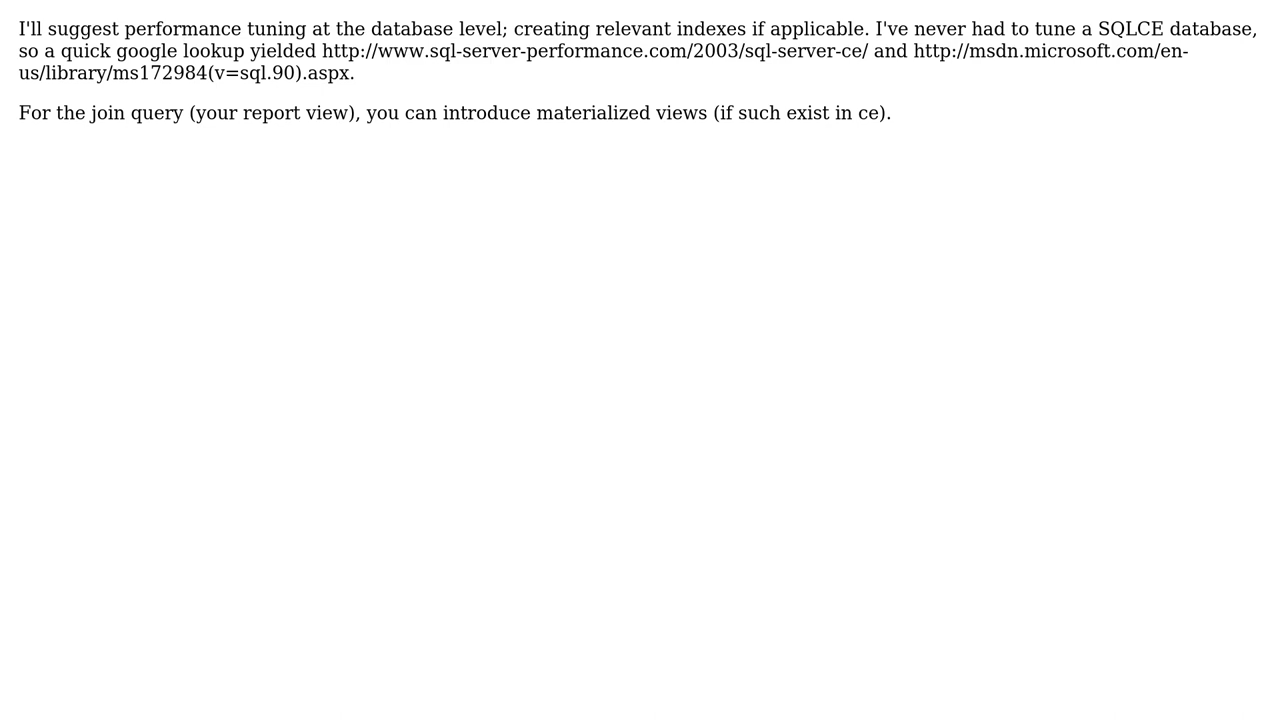 I'll suggest performance tuning at the database level; creating relevant indexes if applicable. I've never had to tune a SQLCE database,
so a quick google lookup yielded http://www.sql-server-performance.com/2003/sql-server-ce/ and http://msdn.microsoft.com/en-
us/library/ms172984(v=sql.90).aspx.
For the join query (your report view), you can introduce materialized views (if such exist in ce).